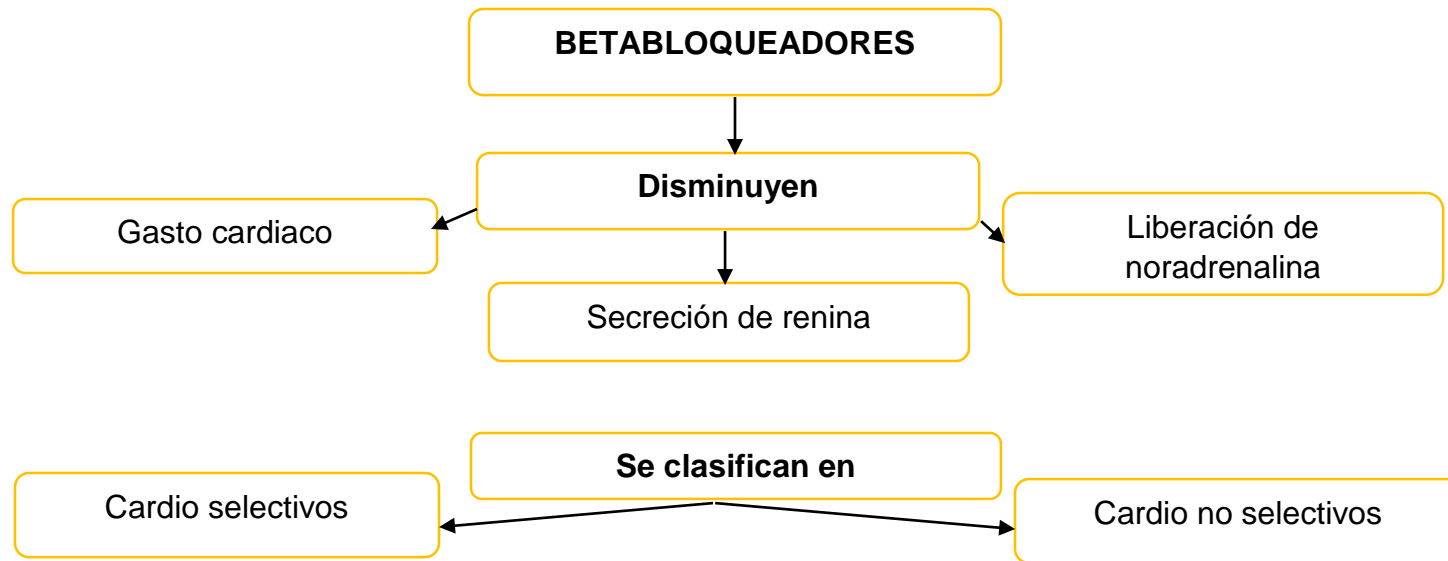 BETABLOQUEADORES
Disminuyen
Gasto cardiaco
Liberación de
noradrenalina
Secreción de renina
Se clasifican en
Cardio selectivos
Cardio no selectivos